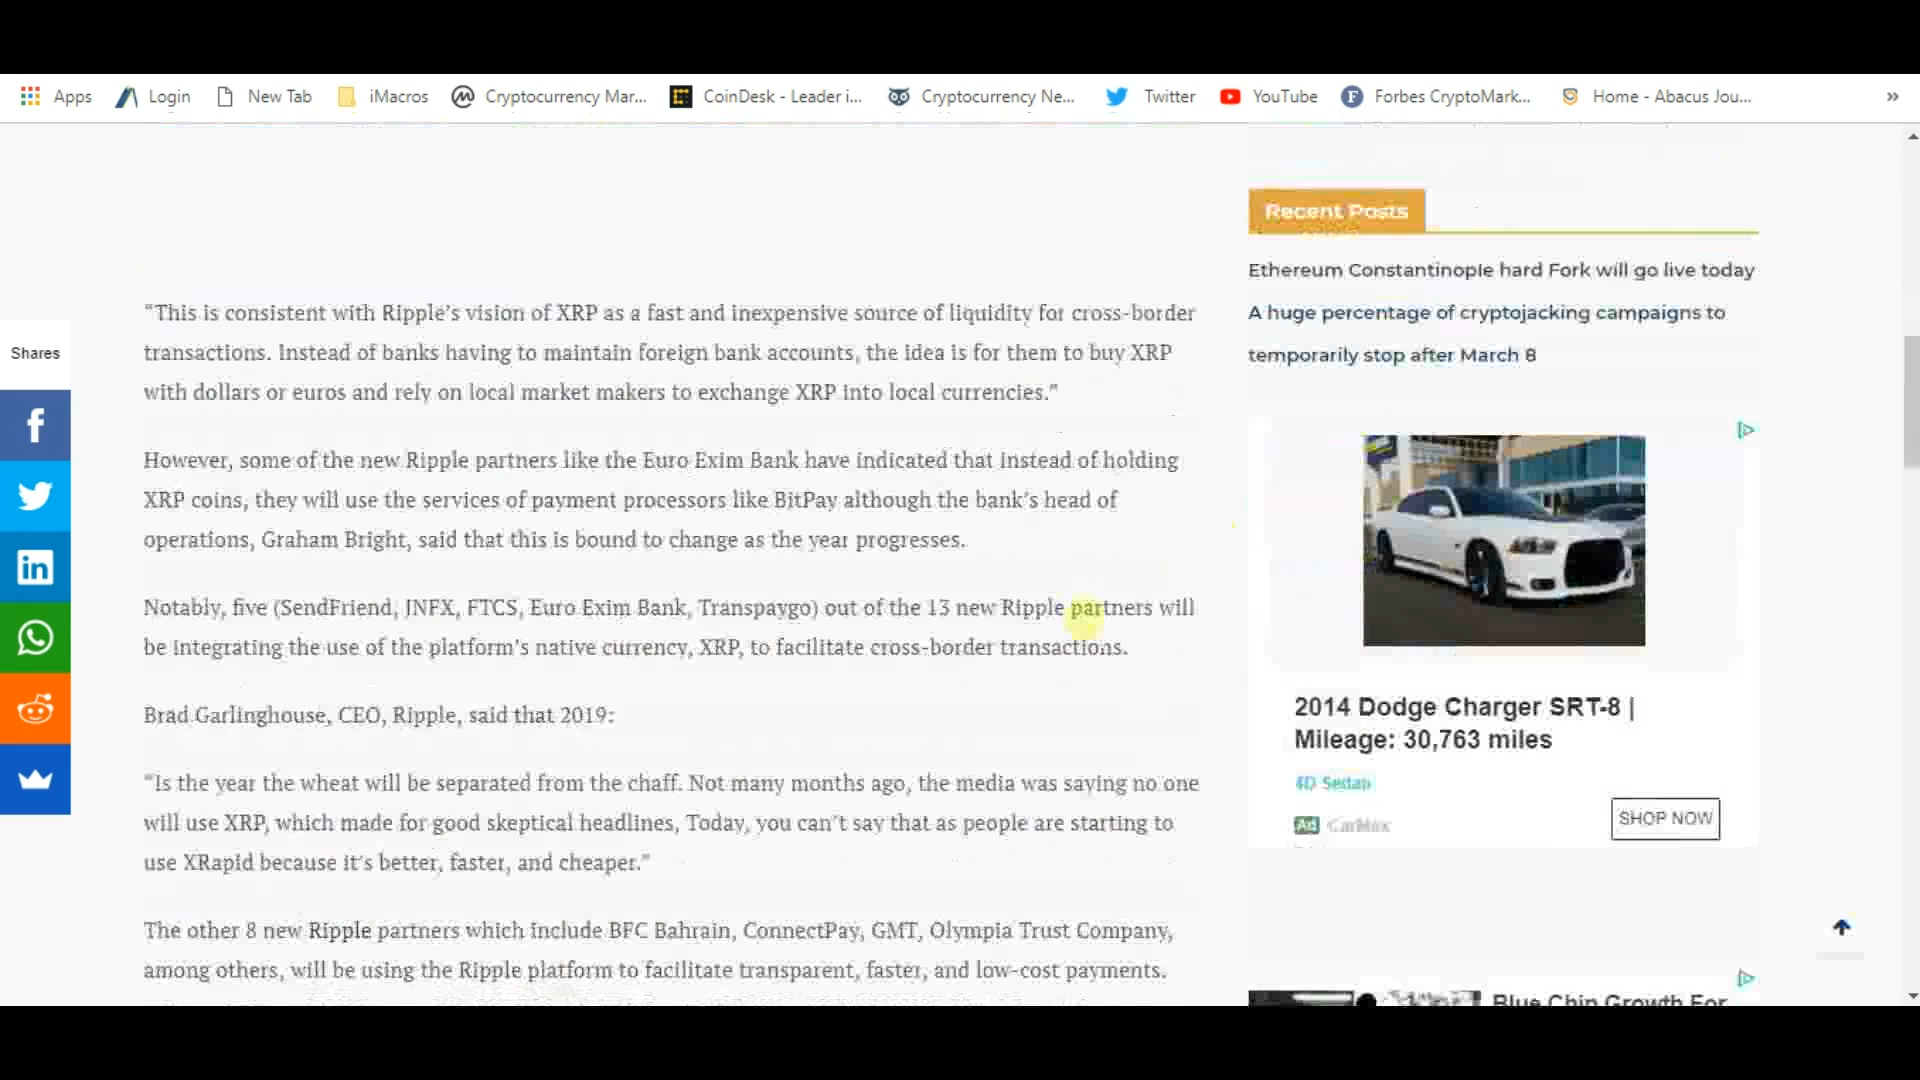 Apps
Login
New Tab
iMacros
Cryptocurrency Mar...
CoinDesk - Leader i...
Cryptocurrency Ne...
Twitter
YouTube
Forbes CryptoMark...
Home - Abacus Jou...
»
Shares
“This is consistent with Ripple’s vision of XRP as a fast and inexpensive source of liquidity for cross-border
transactions. Instead of banks having to maintain foreign bank accounts, the idea is for them to buy XRP
with dollars or euros and rely on local market makers to exchange XRP into local currencies.”
However, some of the new Ripple partners like the Euro Exim Bank have indicated that instead of holding
XRP coins, they will use the services of payment processors like BitPay although the bank’s head of
operations, Graham Bright, said that this is bound to change as the year progresses.
Notably, five (SendFriend, JNFX, FTCS, Euro Exim Bank, Transpaygo) out of the 13 new Ripple partners will
be integrating the use of the platform’s native currency, XRP, to facilitate cross-border transactions.
Brad Garlinghouse, CEO, Ripple, said that 2019:
“Is the year the wheat will be separated from the chaff. Not many months ago, the media was saying no one
will use XRP, which made for good skeptical headlines, Today, you can’t say that as people are starting to
use XRapid because it’s better, faster, and cheaper.”
The other 8 new Ripple partners which include BFC Bahrain, ConnectPay, GMT, Olympia Trust Company,
among others, will be using the Ripple platform to facilitate transparent, faster, and low-cost payments.
Recent Posts
Ethereum Constantinople hard Fork will go live today
A huge percentage of cryptojacking campaigns to
temporarily stop after March 8
2014 Dodge Charger SRT-8 |
Mileage: 30,763 miles
4D Sedan
Ad CarMax
SHOP NOW
Blue Chip Growth For